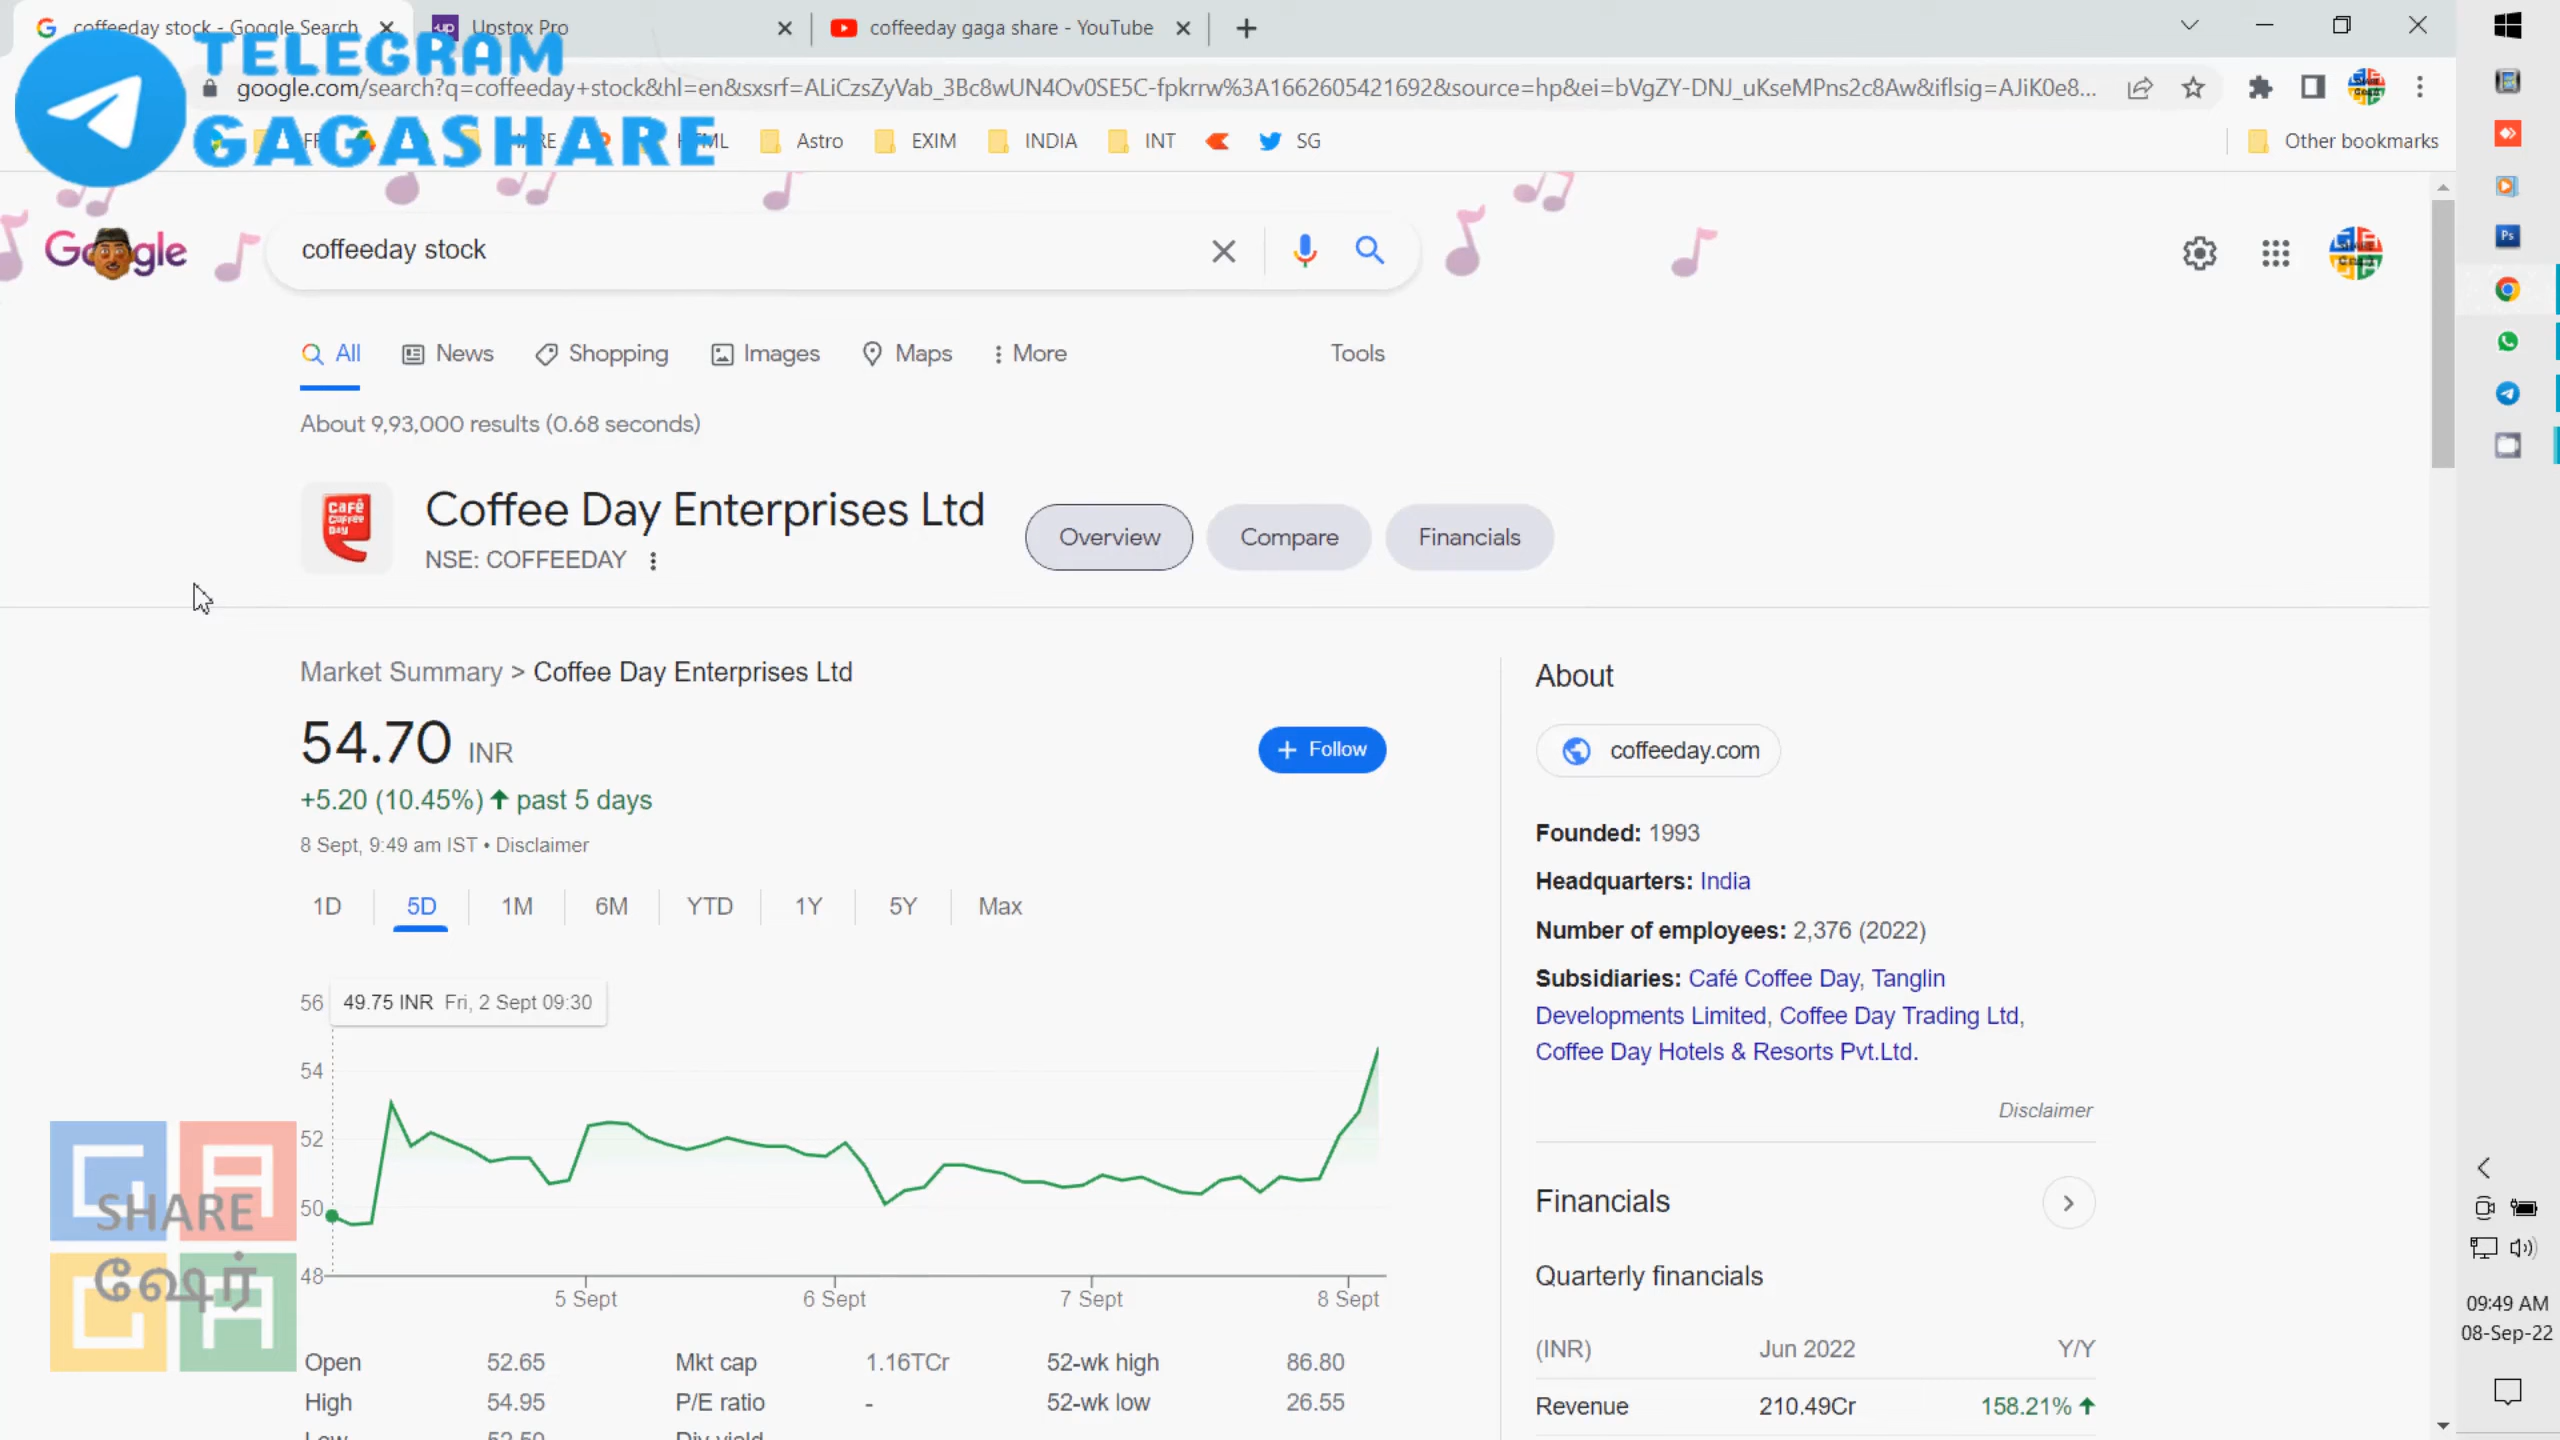 coffeeday stock - Google Search
Upstox Pro
coffeeday gaga share - YouTube
TELEGRAM
GAGASHARE
google.com/search?q=coffeeday+stock&hl=en&sxsrf=ALiCzsZyVab_3Bc8wUN4Ov0SE5C-fpkrrw%3A1662605421692&source=hp&ei=bVgZY-DNJ_uKseMPns2c8Aw&iflsig=AJiK0e8...
Astro
EXIM
INDIA
INT
SG
Other bookmarks
Google
coffeeday stock
All
News
Shopping
Images
Maps
More
Tools
About 9,93,000 results (0.68 seconds)
Café
Coffee
Day
Coffee Day Enterprises Ltd
NSE: COFFEEDAY
Overview
Compare
Financials
Market Summary > Coffee Day Enterprises Ltd
54.70 INR
Follow
+5.20 (10.45%) past 5 days
8 Sept, 9:49 am IST • Disclaimer
1D 5D 1M 6M YTD 1Y 5Y Max
49.75 INR Fri, 2 Sept 09:30
56
54
52
50
48
5 Sept 6 Sept 7 Sept 8 Sept
Open 52.65 Mkt cap 1.16TCr 52-wk high 86.80
High 54.95 P/E ratio - 52-wk low 26.55
About
coffeeday.com
Founded: 1993
Headquarters: India
Number of employees: 2,376 (2022)
Subsidiaries: Café Coffee Day, Tanglin
Developments Limited, Coffee Day Trading Ltd,
Coffee Day Hotels & Resorts Pvt.Ltd.
Disclaimer
Financials
Quarterly financials
(INR) Jun 2022 Y/Y
Revenue 210.49Cr 158.21%
GAGA
SHARE
ஷேர்
Ps
09:49 AM
08-Sep-22